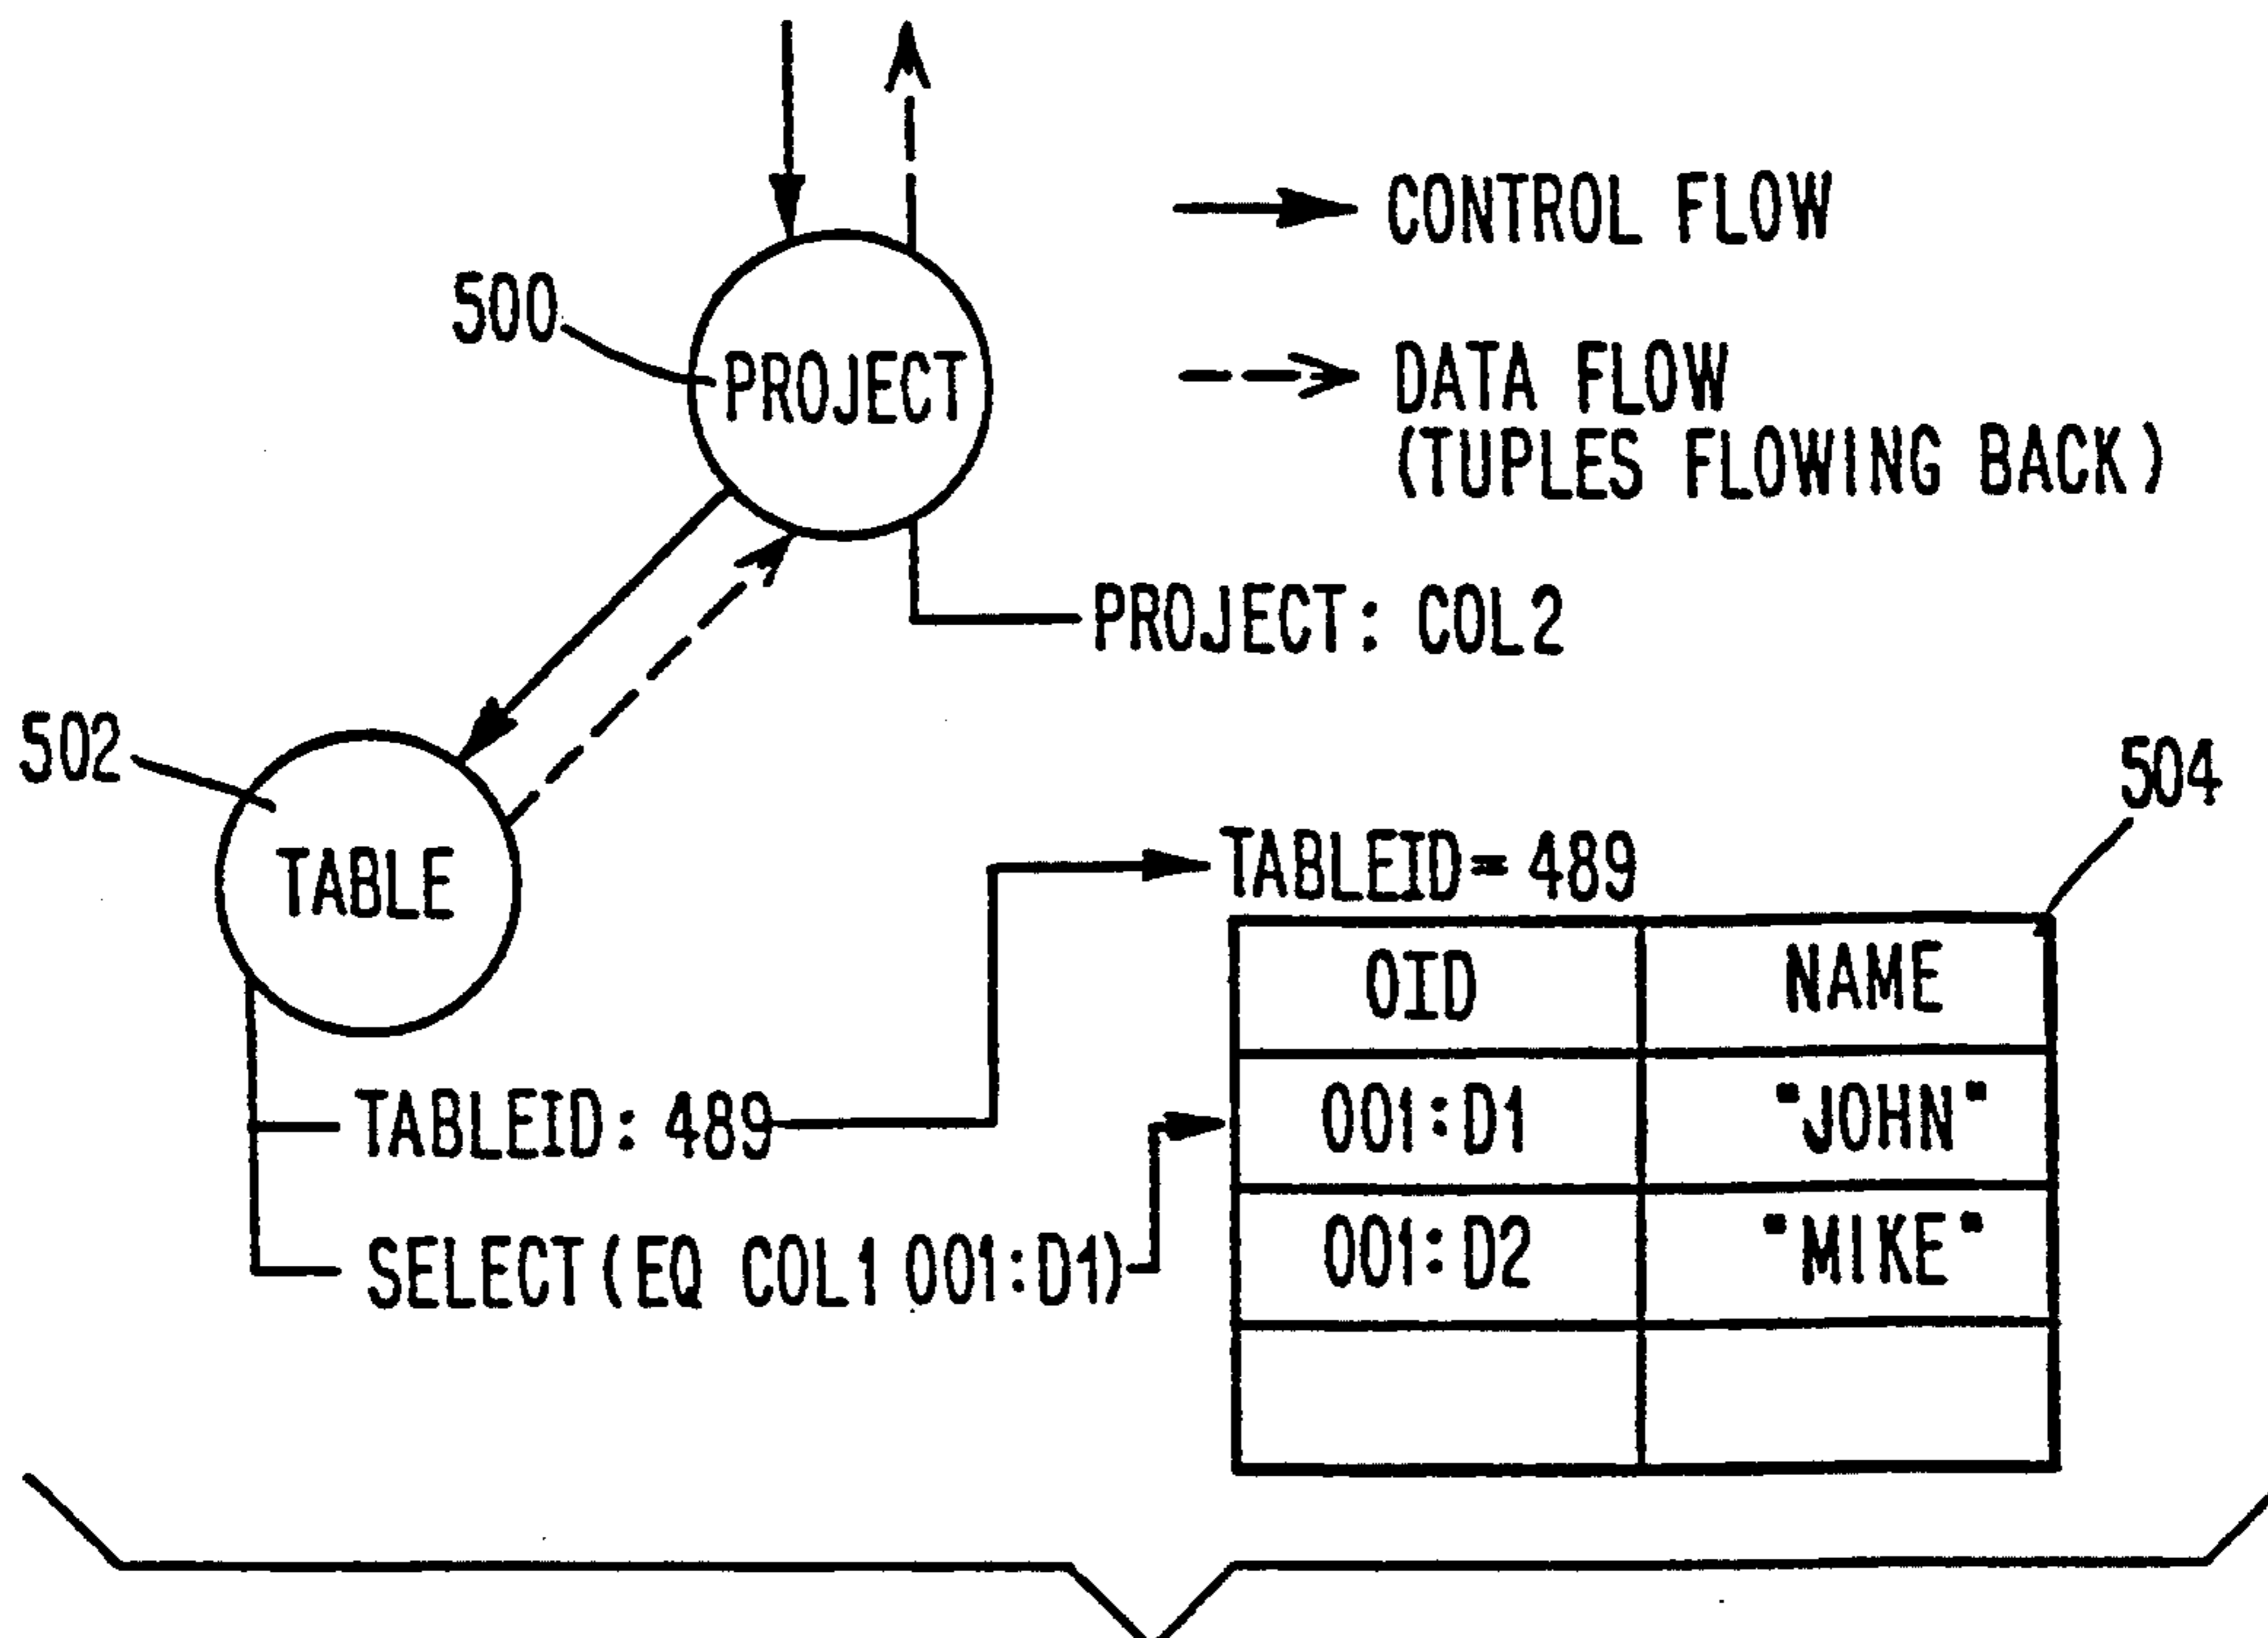 CONTROL FLOW
500
PROJECT
DATA FLOW
(TUPLES FLOWING BACK)
PROJECT: COL2
502
504
TABLE
TABLEID=489
OID NAME
001:D1 "JOHN"
TABLEID: 489
001:D2 "MIKE"
SELECT(EQ COL1 001:D1)